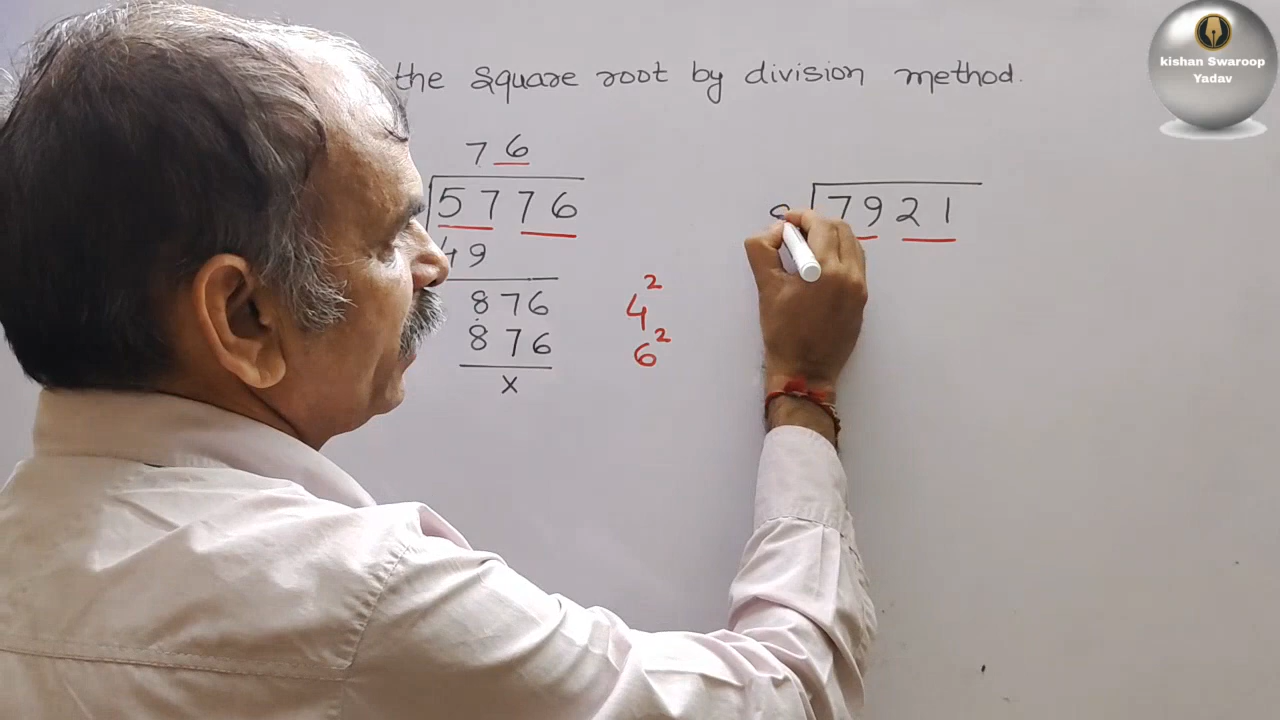 the square root by division method.
kishan Swaroop
Yadav
76
5776
49
876
876
x
4²
6²
7921